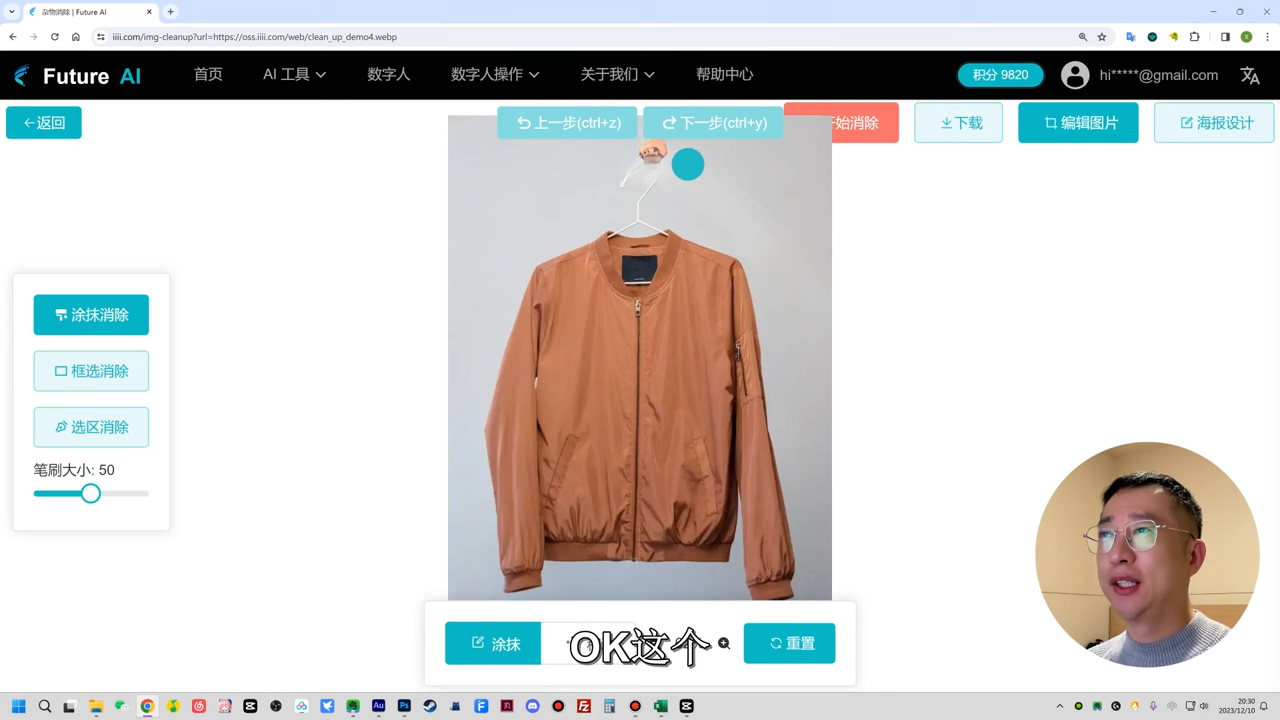 杂物消除 | Future AI
iiii.com/img-cleanup?url=https://oss.iiii.com/web/clean_up_demo4.webp
Future AI
首页
AI 工具
数字人
数字人操作
关于我们
帮助中心
积分 9820
hi*****@gmail.com
返回
上一步(ctrl+z)
下一步(ctrl+y)
始消除
下载
编辑图片
海报设计
涂抹消除
框选消除
选区消除
笔刷大小: 50
涂抹
OK这个
重置
20:30
2023/12/10